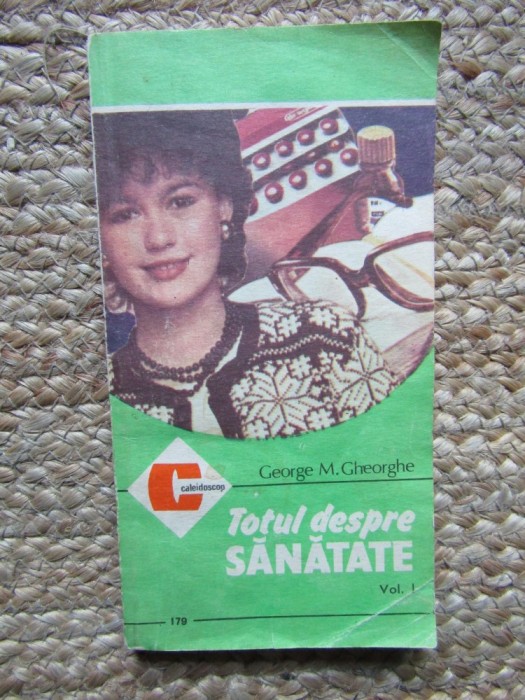 George M. Gheorghe
C
caleidoscop
Totul despre
SĂNĂTATE
Vol. I
179